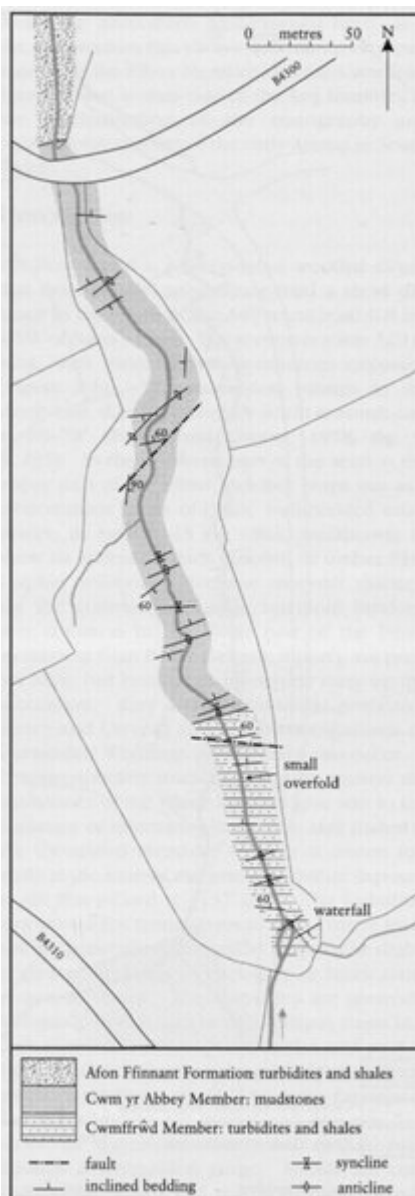 0 metres 50
N
B4300
60
90
60
60
small
overfold
60
waterfall
B4310
Afon Ffinnant Formation: turbidites and shales
Cwm yr Abbey Member: mudstones
Cwmffrŵd Member: turbidites and shales
fault
syncline
inclined bedding
anticline